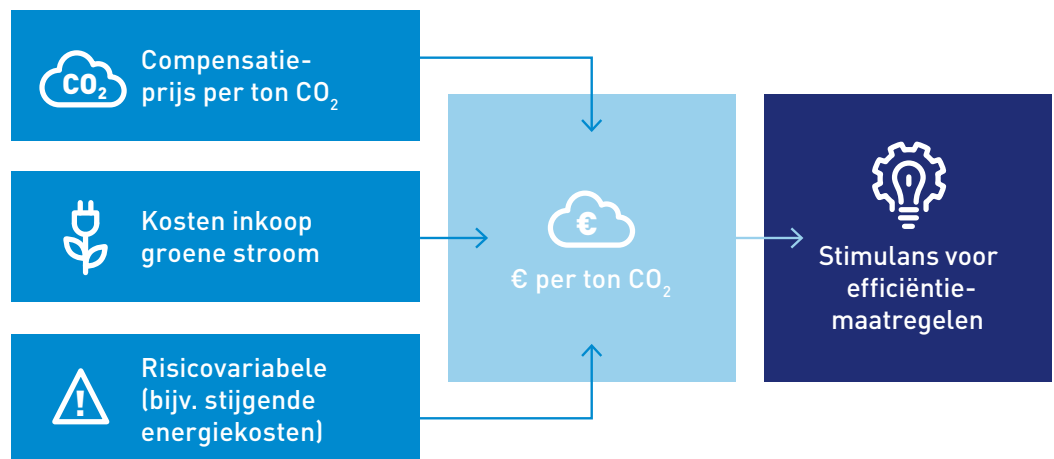 CO₂
Compensatie-
prijs per ton CO₂
Kosten inkoop
groene stroom
!
Risicovariabele
(bijv. stijgende
energiekosten)
€
€ per ton CO₂
Stimulans voor
efficiëntie-
maatregelen